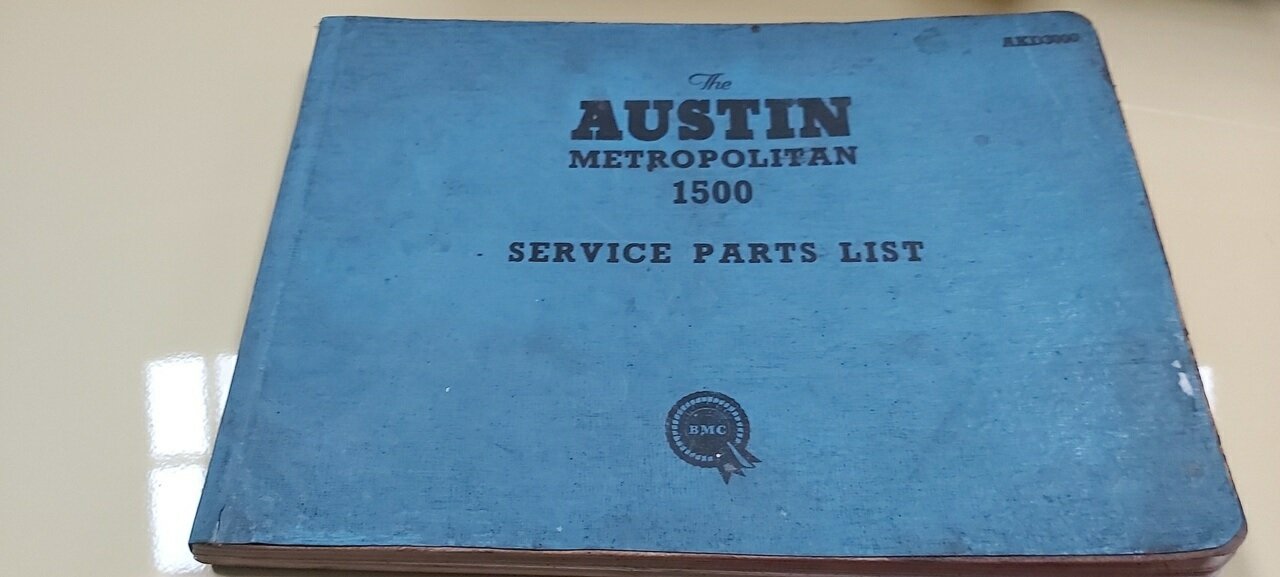 The
AUSTIN
METROPOLITAN
1500
SERVICE PARTS LIST
BMC